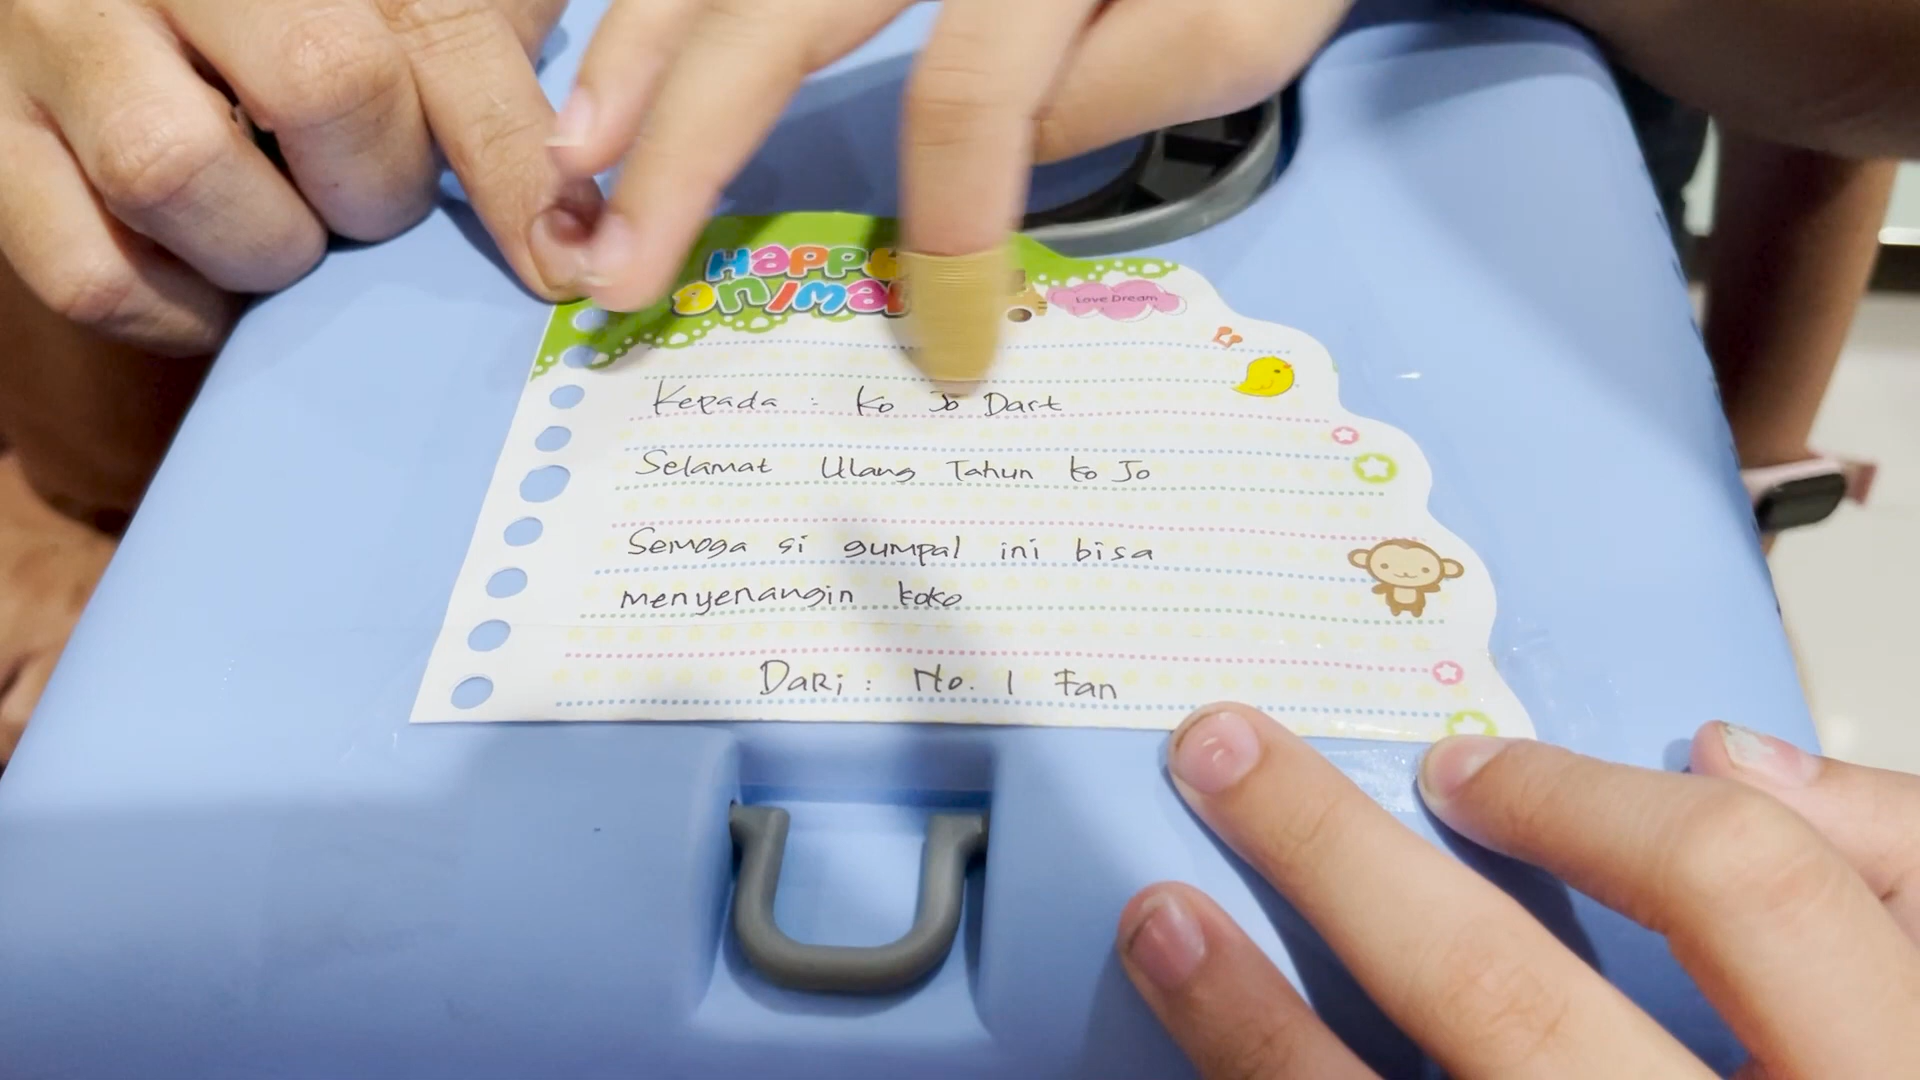 HAPPY
ANIMAL
Love Dream
Kepada : Ko Jo Dart
Selamat Ulang Tahun Ko Jo
Semoga si gumpal ini bisa
menyenangin koko
DARi : No. 1 Fan